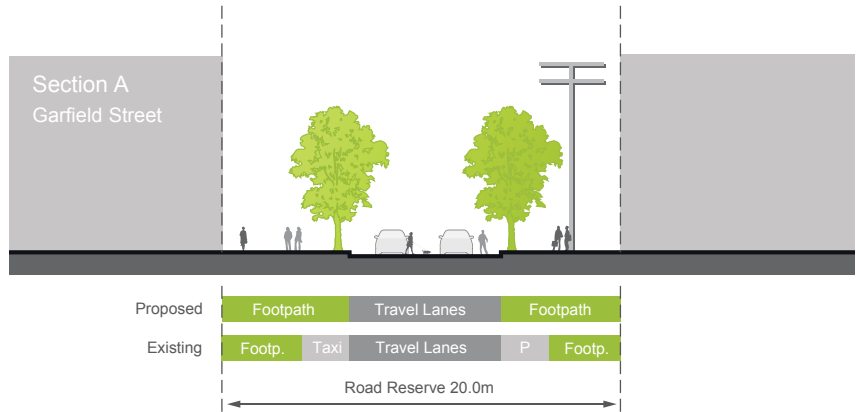 Section A
Garfield Street
Proposed Footpath Travel Lanes Footpath
Existing Footp. Taxi Travel Lanes P Footp.
Road Reserve 20.0m